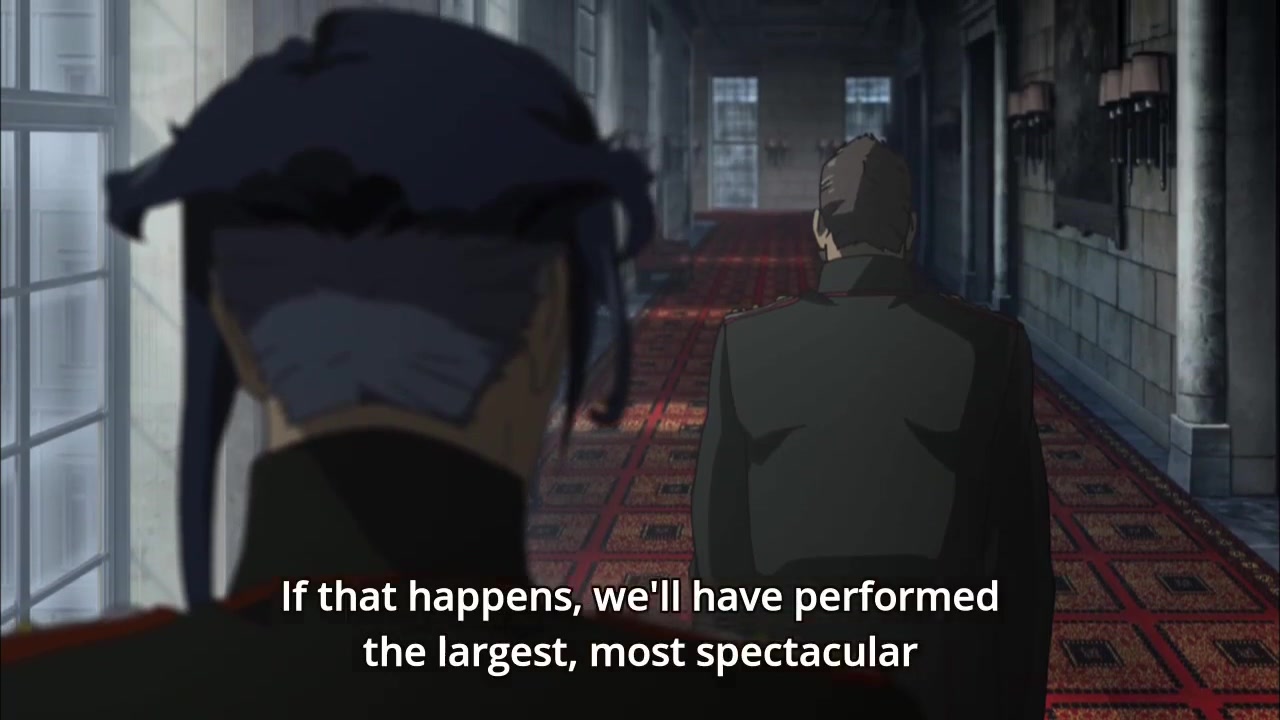 If that happens, we'll have performed
the largest, most spectacular